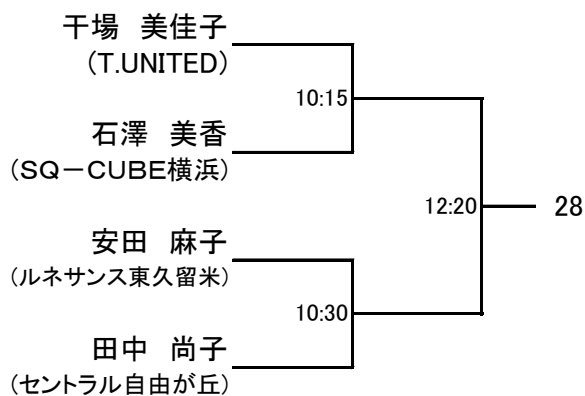 干場　美佳子
(T.UNITED)
10:15
石澤　美香
(SQ－CUBE横浜)
12:20
28
安田　麻子
(ルネサンス東久留米)
10:30
田中　尚子
(セントラル自由が丘)